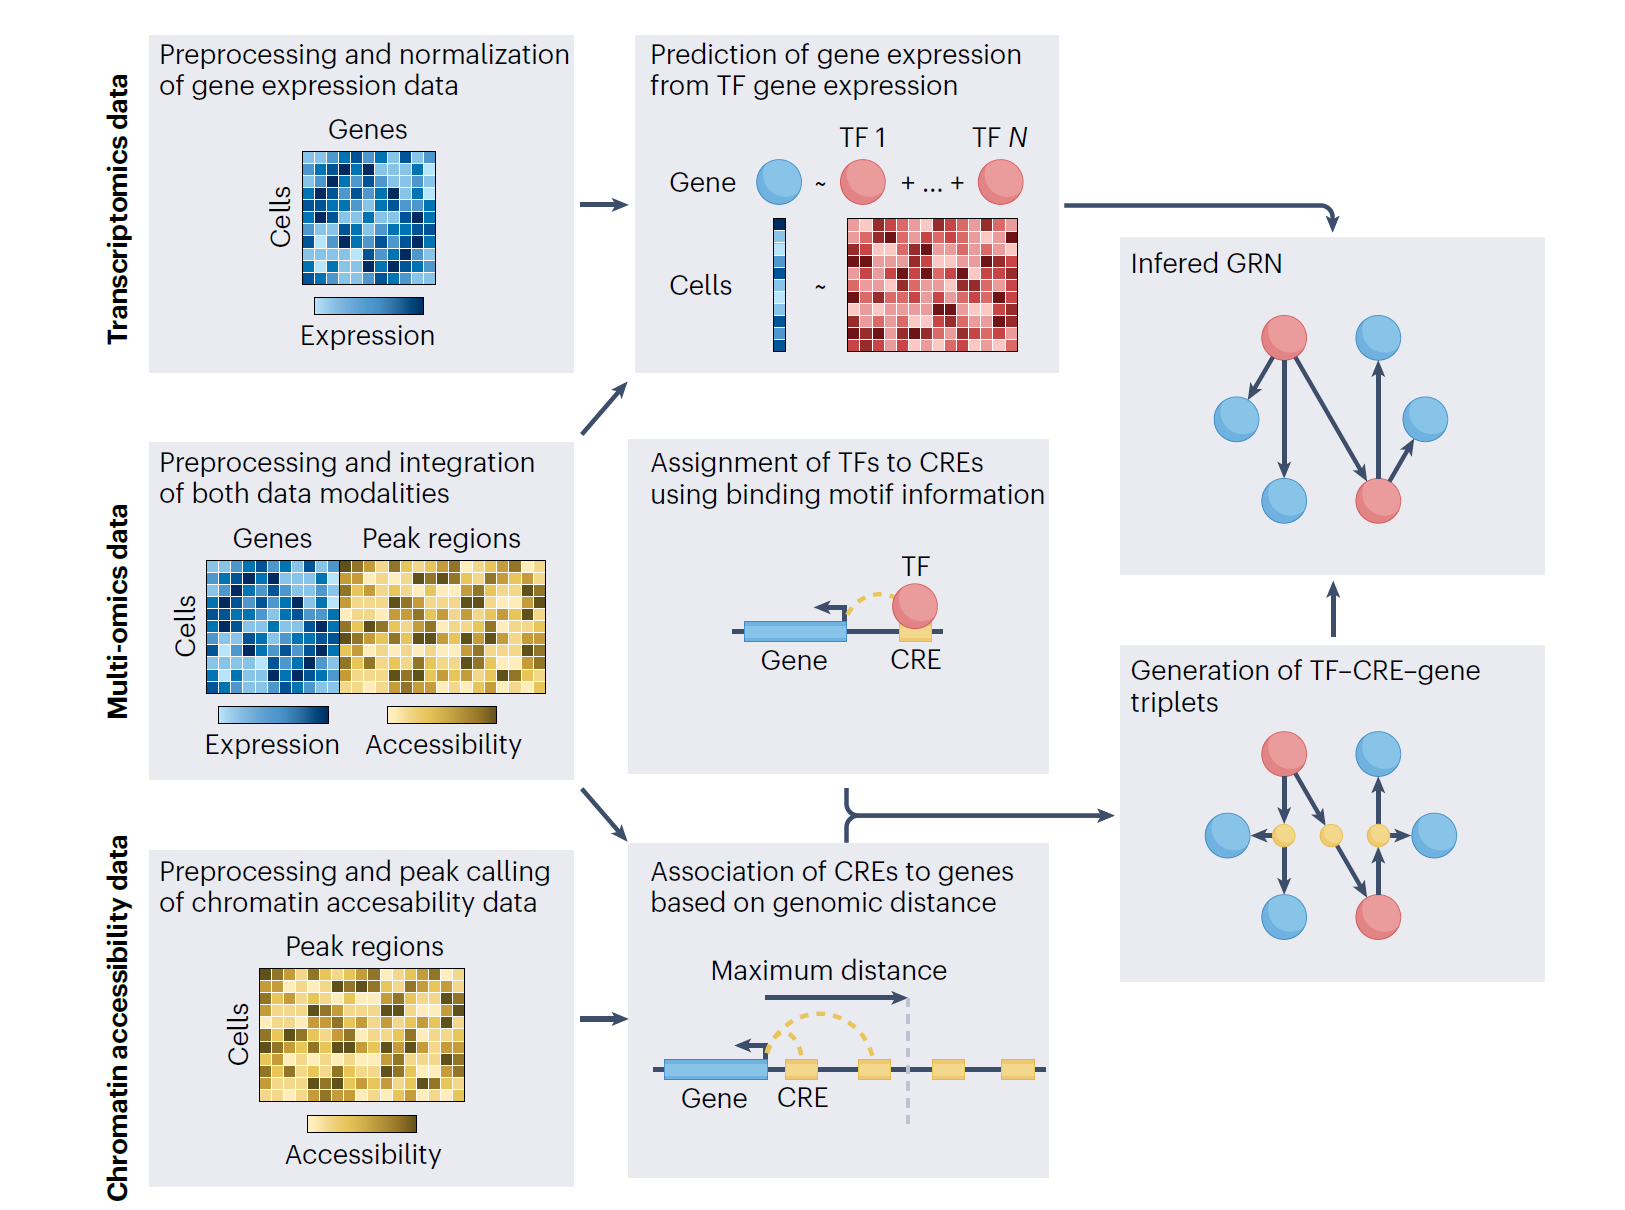 Transcriptomics data
Preprocessing and normalization
of gene expression data
Genes
Cells
Expression
Prediction of gene expression
from TF gene expression
TF 1
TF N
Gene
~
+ ... +
Cells
~
Infered GRN
Multi-omics data
Preprocessing and integration
of both data modalities
Genes
Peak regions
Cells
Expression
Accessibility
Assignment of TFs to CREs
using binding motif information
TF
Gene
CRE
Generation of TF–CRE–gene
triplets
Chromatin accessibility data
Preprocessing and peak calling
of chromatin accesability data
Peak regions
Cells
Accessibility
Association of CREs to genes
based on genomic distance
Maximum distance
Gene
CRE